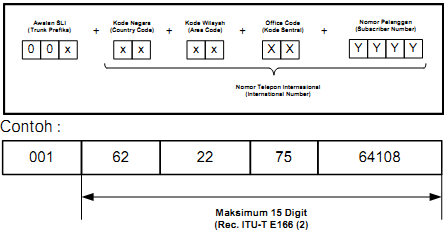 Awalan SLI + Kode Negara + Kode Wilayah + Office Code + Nomor Pelanggan
(Trunk Prefiks) (Country Code) (Area Code) (Kode Sentral) (Subscriber Number)
0 0 x x x x x X X Y Y Y Y
Nomor Telepon Internasional
(International Number)
Contoh :
001 62 22 75 64108
Maksimum 15 Digit
(Rec. ITU-T E166 (2)